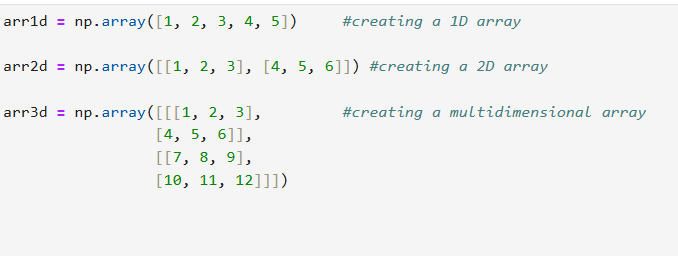 arr1d = np.array([1, 2, 3, 4, 5])     #creating a 1D array
arr2d = np.array([[1, 2, 3], [4, 5, 6]]) #creating a 2D array
arr3d = np.array([[[1, 2, 3],         #creating a multidimensional array
                 [4, 5, 6]],
                 [[7, 8, 9],
                 [10, 11, 12]]])